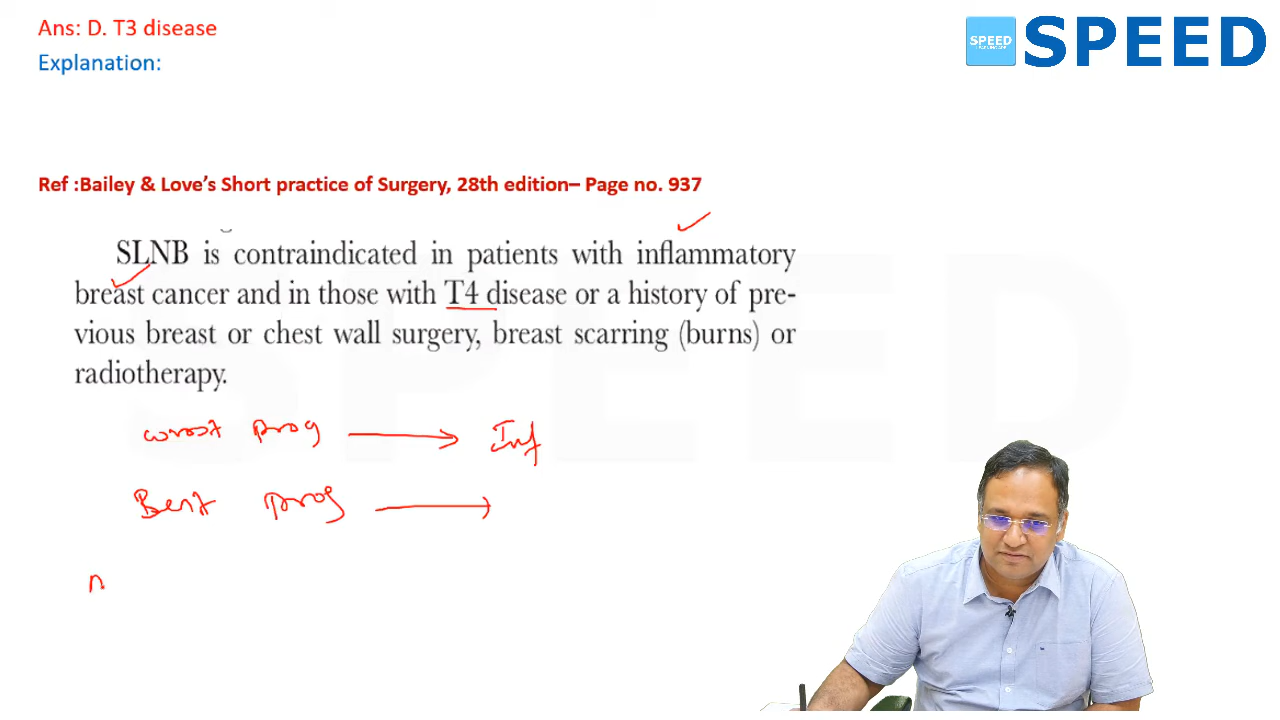 Ans: D. T3 disease
SPEED
SPEED
Explanation:
Ref :Bailey & Love's Short practice of Surgery, 28th edition– Page no. 937
SLNB is contraindicated in patients with inflammatory
breast cancer and in those with T4 disease or a history of pre-
vious breast or chest wall surgery, breast scarring (burns) or
radiotherapy.
worst prog → Inf
Best prog →
n
SPEED